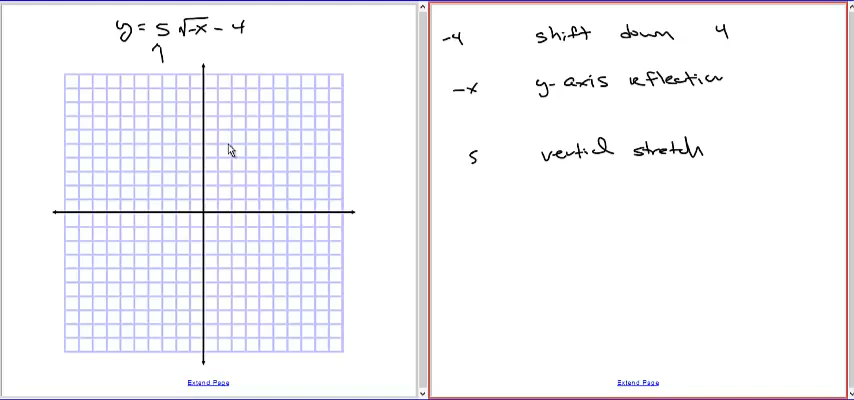 y = 5 √-x - 4
Extend Page
-4 shift down 4
-x y-axis reflection
5 vertical stretch
Extend Page